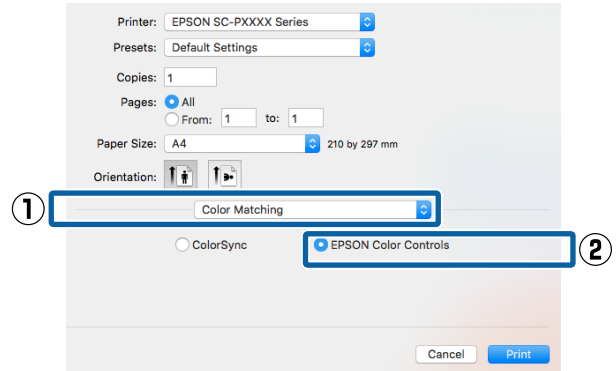 Printer: EPSON SC-PXXXX Series
Presets: Default Settings
Copies: 1
Pages: All
From: 1 to: 1
Paper Size: A4 210 by 297 mm
Orientation:
① Color Matching
ColorSync EPSON Color Controls ②
Cancel Print